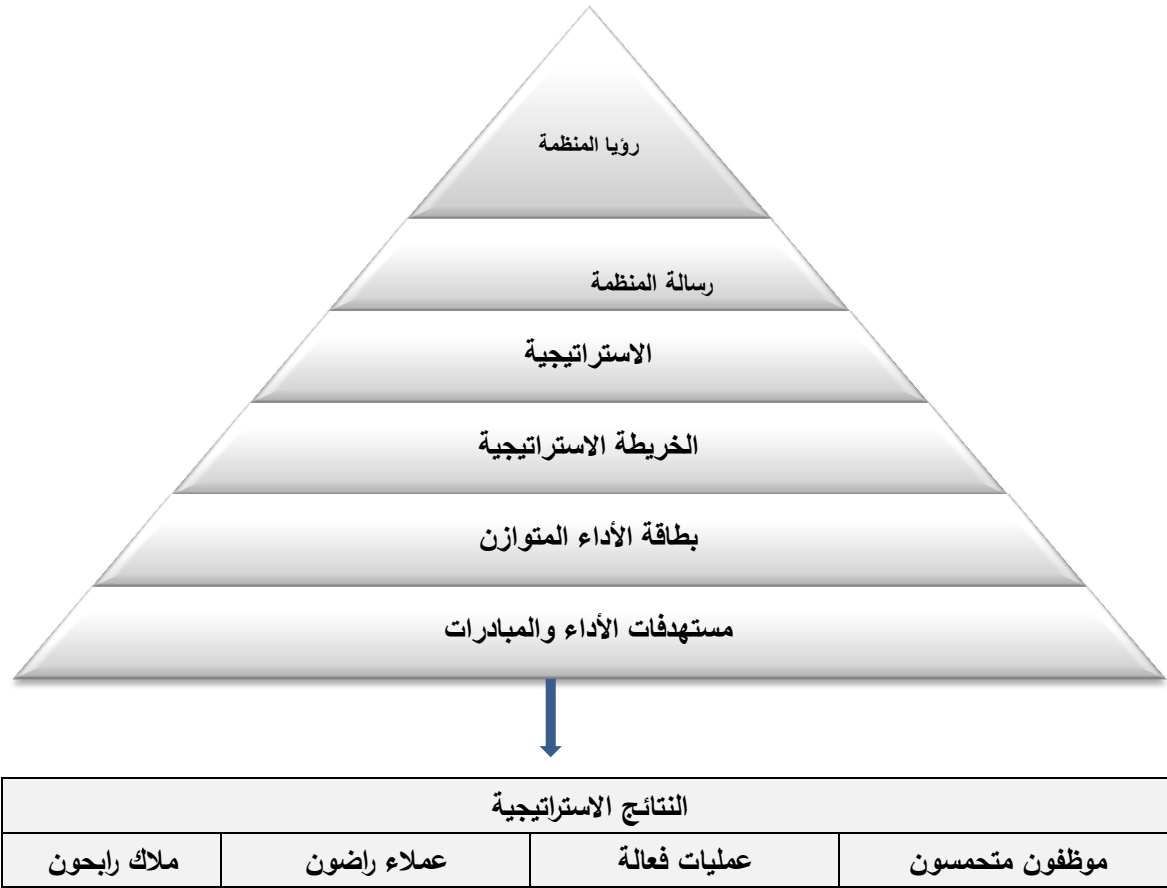 رؤيا المنظمة
رسالة المنظمة
الاستراتيجية
الخريطة الاستراتيجية
بطاقة الأداء المتوازن
مستهدفات الأداء والمبادرات
النتائج الاستراتيجية
موظفون متحمسون
عمليات فعالة
عملاء راضون
ملاك رابحون